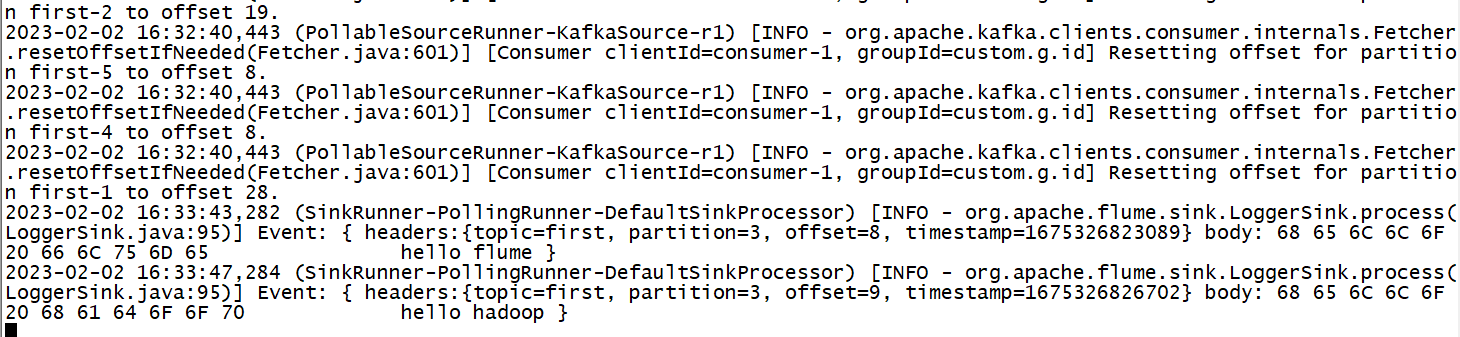 n first-2 to offset 19.
2023-02-02 16:32:40,443 (PollableSourceRunner-KafkaSource-r1) [INFO - org.apache.kafka.clients.consumer.internals.Fetcher
.resetOffsetIfNeeded(Fetcher.java:601)] [Consumer clientId=consumer-1, groupId=custom.g.id] Resetting offset for partitio
n first-5 to offset 8.
2023-02-02 16:32:40,443 (PollableSourceRunner-KafkaSource-r1) [INFO - org.apache.kafka.clients.consumer.internals.Fetcher
.resetOffsetIfNeeded(Fetcher.java:601)] [Consumer clientId=consumer-1, groupId=custom.g.id] Resetting offset for partitio
n first-4 to offset 8.
2023-02-02 16:32:40,443 (PollableSourceRunner-KafkaSource-r1) [INFO - org.apache.kafka.clients.consumer.internals.Fetcher
.resetOffsetIfNeeded(Fetcher.java:601)] [Consumer clientId=consumer-1, groupId=custom.g.id] Resetting offset for partitio
n first-1 to offset 28.
2023-02-02 16:33:43,282 (SinkRunner-PollingRunner-DefaultSinkProcessor) [INFO - org.apache.flume.sink.LoggerSink.process(
LoggerSink.java:95)] Event: { headers:{topic=first, partition=3, offset=8, timestamp=1675326823089} body: 68 65 6C 6C 6F
20 66 6C 75 6D 65 hello flume }
2023-02-02 16:33:47,284 (SinkRunner-PollingRunner-DefaultSinkProcessor) [INFO - org.apache.flume.sink.LoggerSink.process(
LoggerSink.java:95)] Event: { headers:{topic=first, partition=3, offset=9, timestamp=1675326826702} body: 68 65 6C 6C 6F
20 68 61 64 6F 6F 70 hello hadoop }